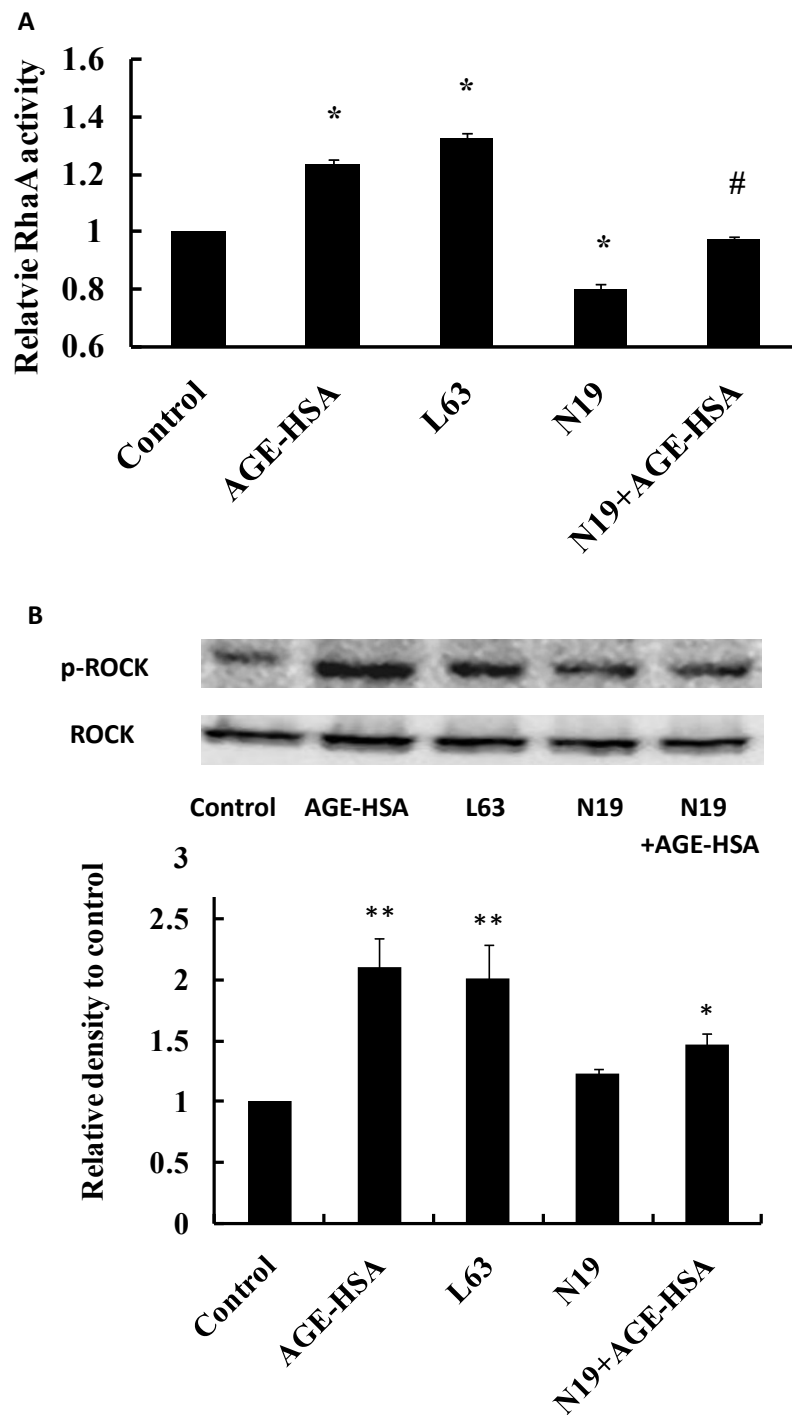 A
Relatvie RhaA activity
1.6
1.4
1.2
1
0.8
0.6
*
*
*
#
Control
AGE-HSA
L63
N19
N19+AGE-HSA
B
p-ROCK
ROCK
Control AGE-HSA L63 N19 N19
+AGE-HSA
Relative density to control
3
2.5
2
1.5
1
0.5
0
**
**
*
Control
AGE-HSA
L63
N19
N19+AGE-HSA